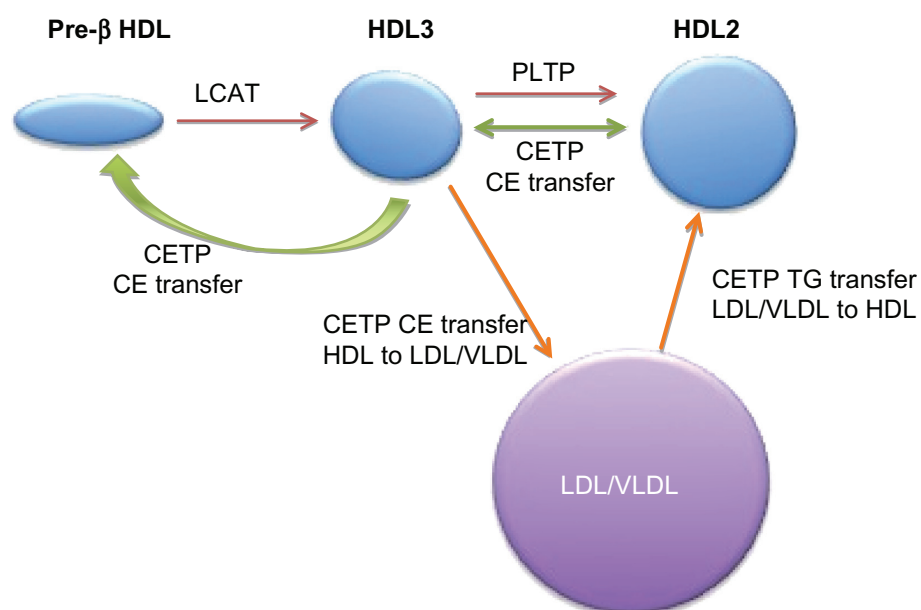 Pre-β HDL
HDL3
HDL2
LCAT
PLTP
CETP
CE transfer
CETP
CE transfer
CETP TG transfer
LDL/VLDL to HDL
CETP CE transfer
HDL to LDL/VLDL
LDL/VLDL